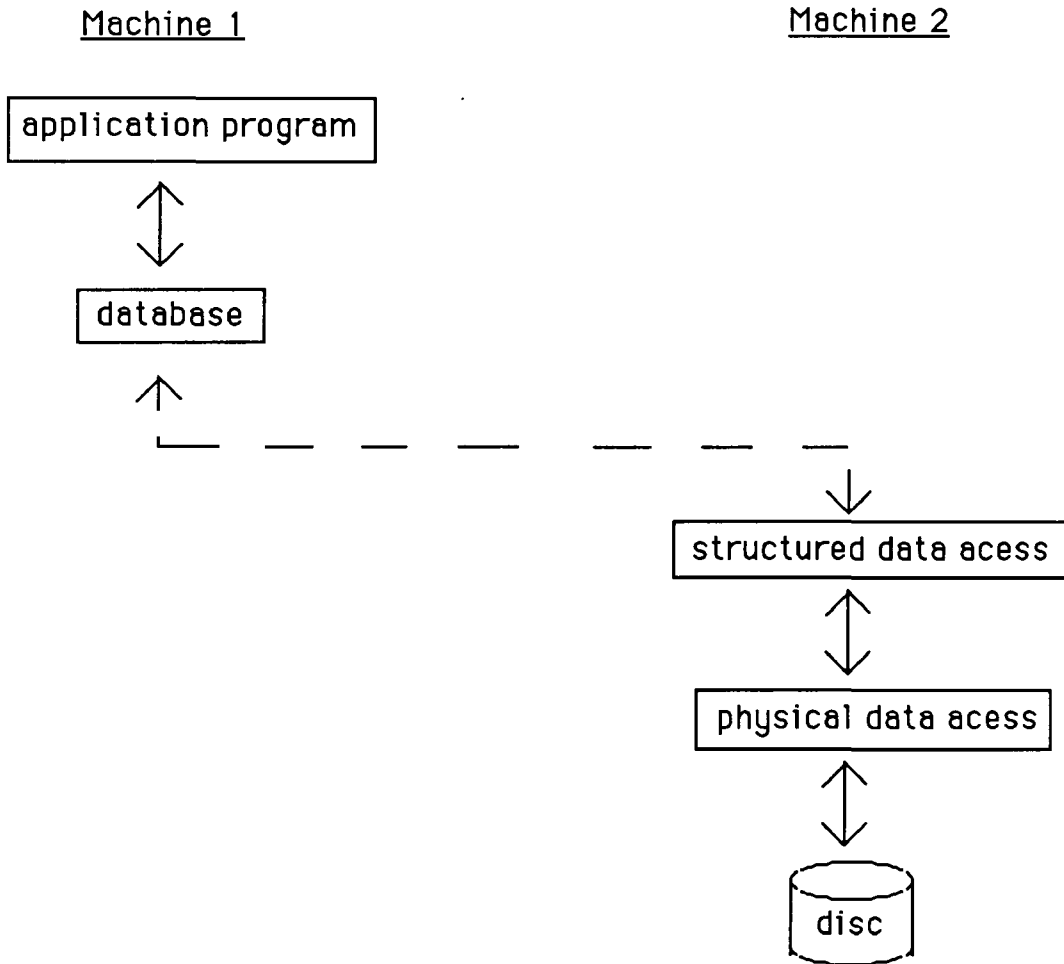 Machine 1
Machine 2
application program
database
structured data acess
physical data acess
disc